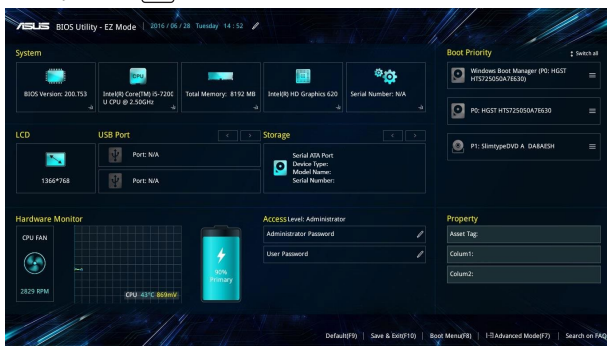 ASUS BIOS Utility - EZ Mode 2016 / 06 / 28 Tuesday 14 : 52
System
BIOS Version: 200.T53
CPU
Intel(R) Core(TM) i5-7200
U CPU @ 2.50GHz
Total Memory: 8192 MB
Intel(R) HD Graphics 620
Serial Number: N/A
Boot Priority
Switch all
Windows Boot Manager (P0: HGST
HTS725050A7E630)
P0: HGST HTS725050A7E630
P1: SlimtypeDVD A DA8AESH
LCD
1366*768
USB Port
Port: N/A
Port: N/A
Storage
Serial ATA Port
Device Type:
Model Name:
Serial Number:
Hardware Monitor
CPU FAN
2829 RPM
CPU 43°C 869mV
90%
Primary
Access Level: Administrator
Administrator Password
User Password
Property
Asset Tag:
Colum1:
Colum2:
Default(F9) Save & Exit(F10) Boot Menu(F8) Advanced Mode(F7) Search on FAQ